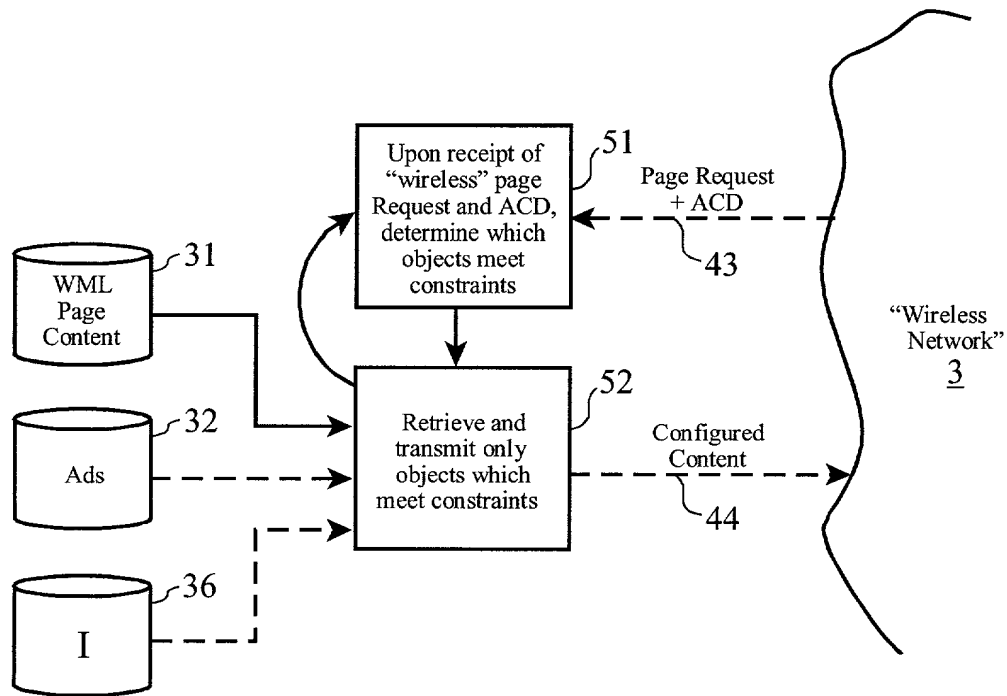 51
Upon receipt of
“wireless” page
Request and ACD,
determine which
objects meet
constraints
Page Request
+ ACD
43
31
WML
Page
Content
“Wireless
Network”
3
32
Ads
52
Retrieve and
transmit only
objects which
meet constraints
Configured
Content
44
36
I